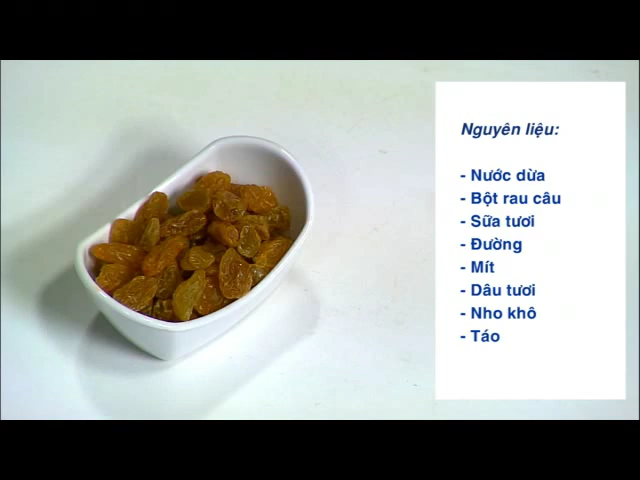 Nguyên liệu:
- Nước dừa
- Bột rau câu
- Sữa tươi
- Đường
- Mít
- Dâu tươi
- Nho khô
- Táo